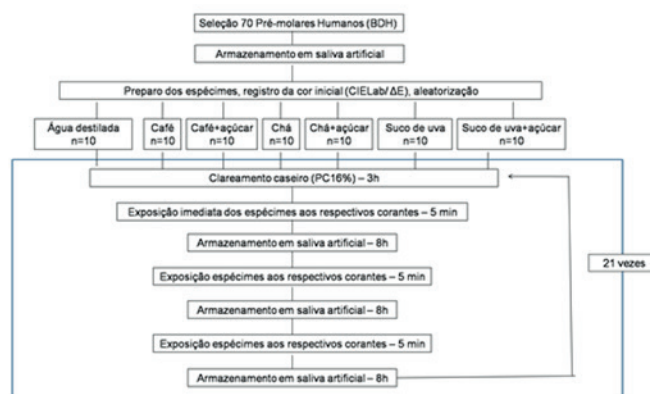 Seleção 70 Pré-molares Humanos (BDH)
Armazenamento em saliva artificial
Preparo dos espécimes, registro da cor inicial (CIELab/ΔE), aleatorização
Água destilada
n=10
Café
n=10
Café+açúcar
n=10
Chá
n=10
Chá+açúcar
n=10
Suco de uva
n=10
Suco de uva+açúcar
n=10
Clareamento caseiro (PC16%) – 3h
Exposição imediata dos espécimes aos respectivos corantes – 5 min
Armazenamento em saliva artificial – 8h
Exposição espécimes aos respectivos corantes – 5 min
Armazenamento em saliva artificial – 8h
Exposição espécimes aos respectivos corantes – 5 min
Armazenamento em saliva artificial – 8h
21 vezes